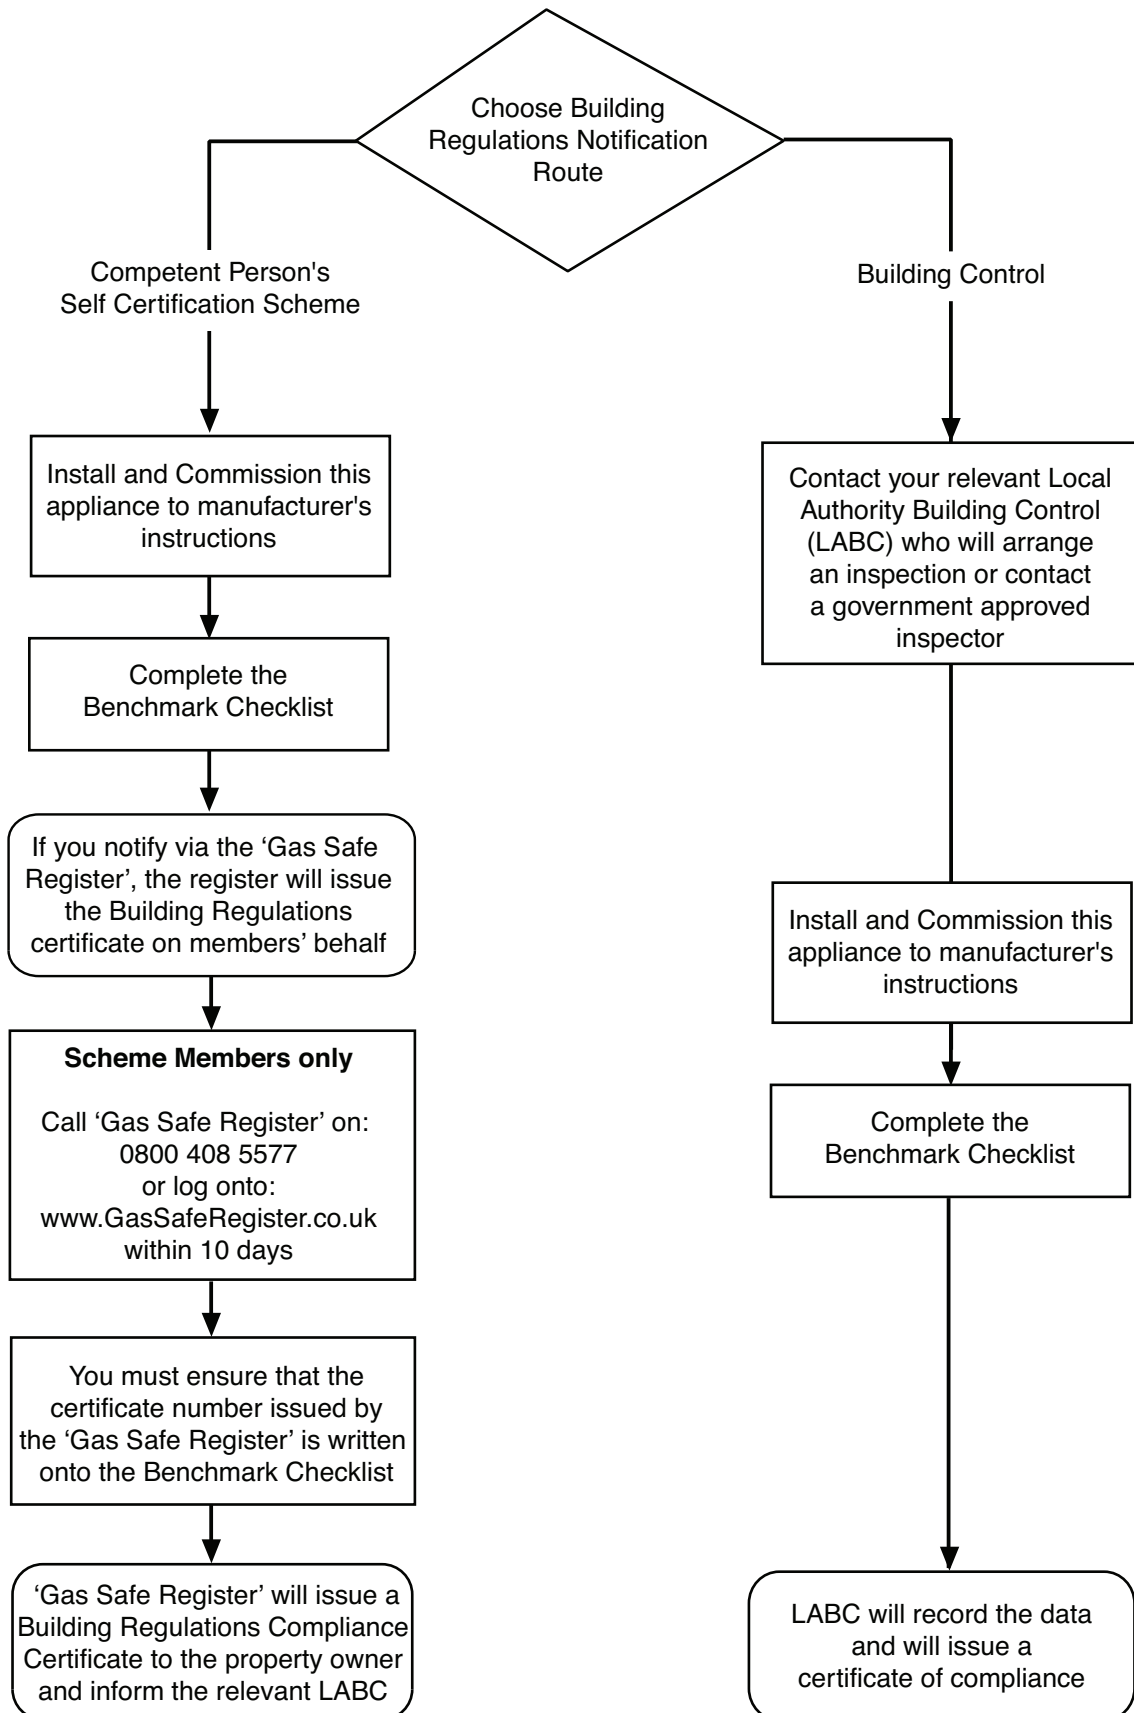 Choose Building
Regulations Notification
Route
Competent Person's
Self Certification Scheme
Building Control
Install and Commission this
appliance to manufacturer's
instructions
Complete the
Benchmark Checklist
If you notify via the ‘Gas Safe
Register’, the register will issue
the Building Regulations
certificate on members’ behalf
Scheme Members only
Call ‘Gas Safe Register’ on:
0800 408 5577
or log onto:
www.GasSafeRegister.co.uk
within 10 days
You must ensure that the
certificate number issued by
the ‘Gas Safe Register’ is written
onto the Benchmark Checklist
‘Gas Safe Register’ will issue a
Building Regulations Compliance
Certificate to the property owner
and inform the relevant LABC
Contact your relevant Local
Authority Building Control
(LABC) who will arrange
an inspection or contact
a government approved
inspector
Install and Commission this
appliance to manufacturer's
instructions
Complete the
Benchmark Checklist
LABC will record the data
and will issue a
certificate of compliance